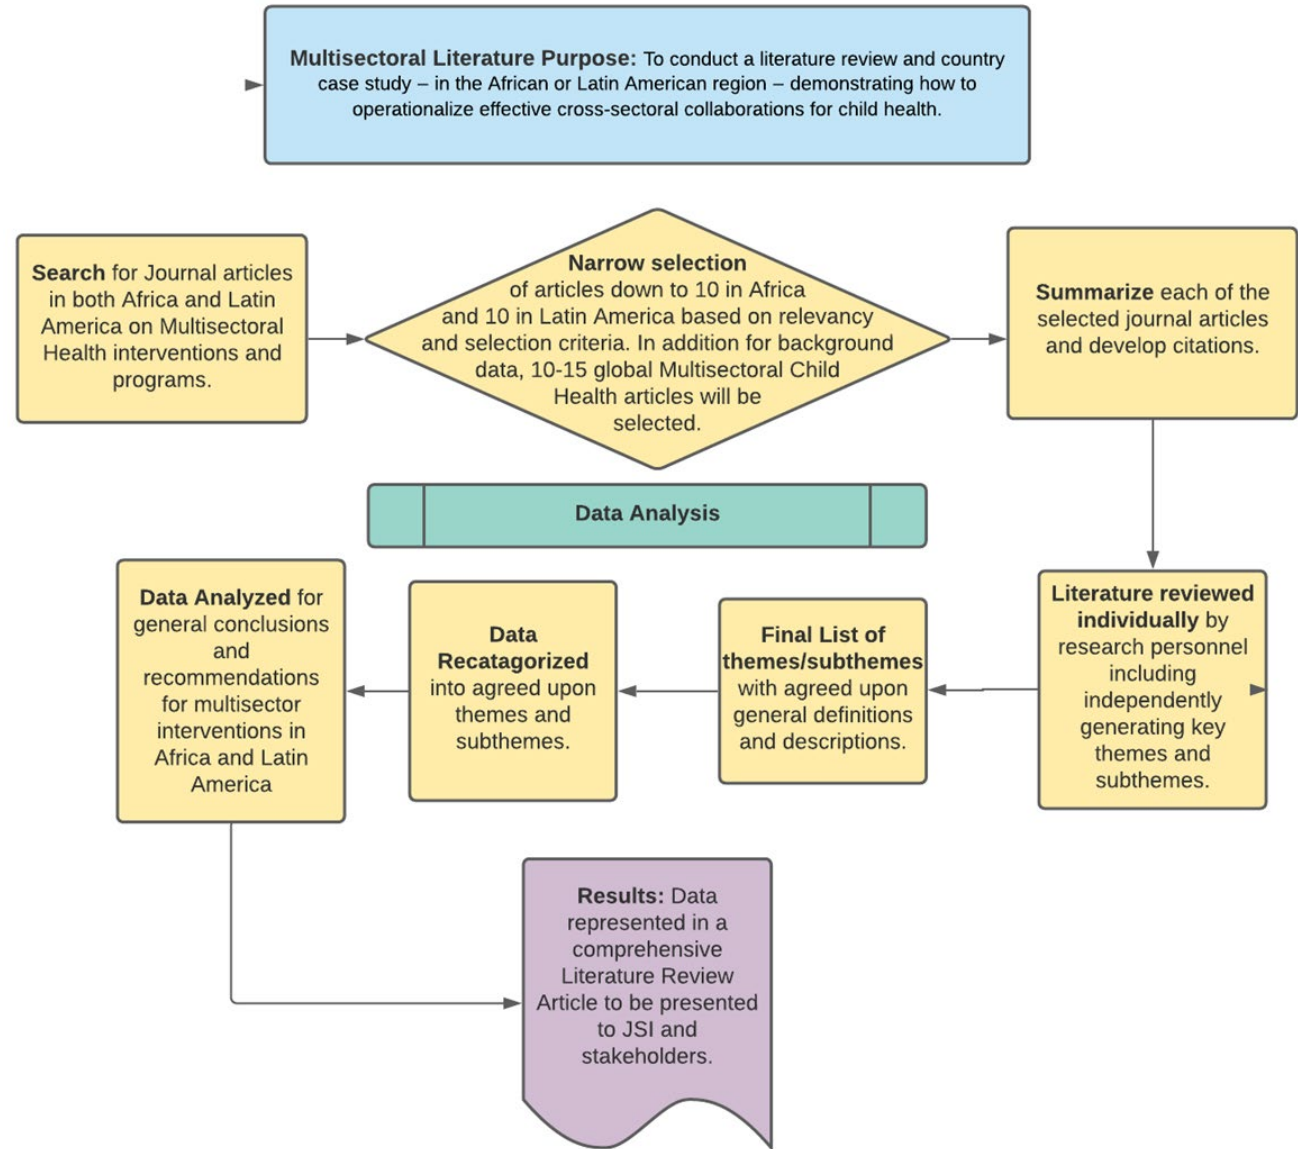 Multisectoral Literature Purpose: To conduct a literature review and country
case study – in the African or Latin American region – demonstrating how to
operationalize effective cross-sectoral collaborations for child health.
Search for Journal articles
in both Africa and Latin
America on Multisectoral
Health interventions and
programs.
Narrow selection
of articles down to 10 in Africa
and 10 in Latin America based on relevancy
and selection criteria. In addition for background
data, 10-15 global Multisectoral Child
Health articles will be
selected.
Summarize each of the
selected journal articles
and develop citations.
Data Analysis
Literature reviewed
individually by
research personnel
including
independently
generating key
themes and
subthemes.
Final List of
themes/subthemes
with agreed upon
general definitions
and descriptions.
Data
Recatagorized
into agreed upon
themes and
subthemes.
Data Analyzed for
general conclusions
and
recommendations
for multisector
interventions in
Africa and Latin
America
Results: Data
represented in a
comprehensive
Literature Review
Article to be presented
to JSI and
stakeholders.